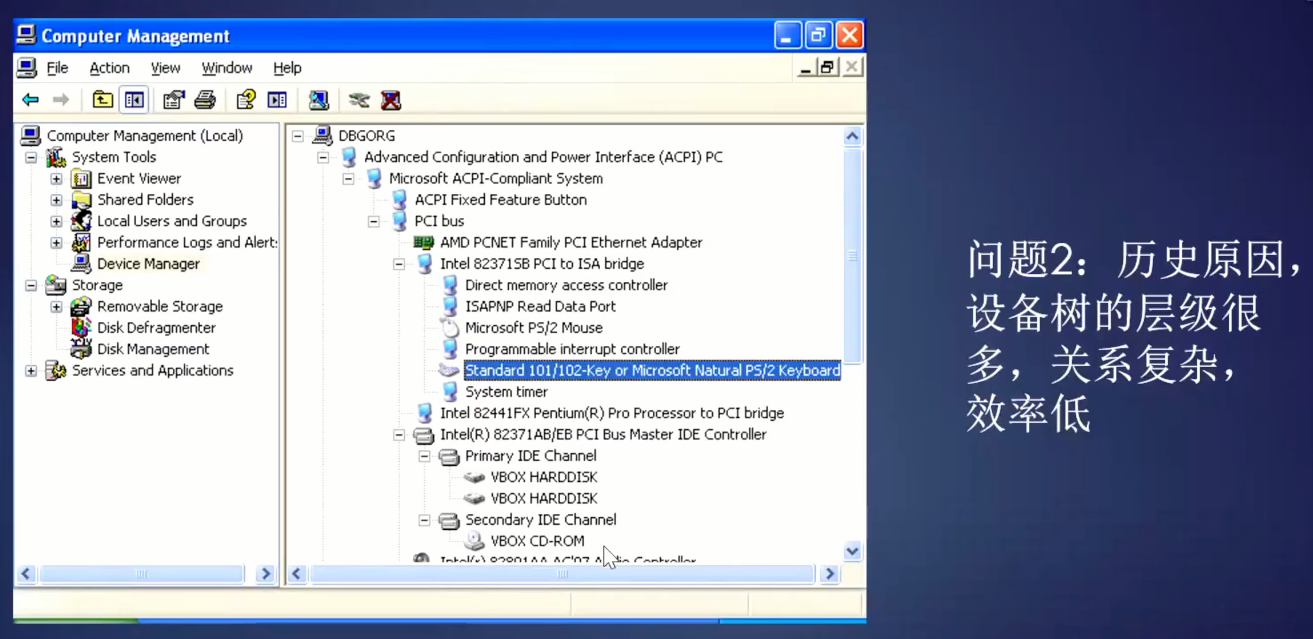 Computer Management
File Action View Window Help
Computer Management (Local)
System Tools
Event Viewer
Shared Folders
Local Users and Groups
Performance Logs and Alert
Device Manager
Storage
Removable Storage
Disk Defragmenter
Disk Management
Services and Applications
DBGORG
Advanced Configuration and Power Interface (ACPI) PC
Microsoft ACPI-Compliant System
ACPI Fixed Feature Button
PCI bus
AMD PCNET Family PCI Ethernet Adapter
Intel 82371SB PCI to ISA bridge
Direct memory access controller
ISAPNP Read Data Port
Microsoft PS/2 Mouse
Programmable interrupt controller
Standard 101/102-Key or Microsoft Natural PS/2 Keyboard
System timer
Intel 82441FX Pentium(R) Pro Processor to PCI bridge
Intel(R) 82371AB/EB PCI Bus Master IDE Controller
Primary IDE Channel
VBOX HARDDISK
VBOX HARDDISK
Secondary IDE Channel
VBOX CD-ROM
Intel(r) 82801AA AC'97 Audio Controller
问题2：历史原因，
设备树的层级很
多，关系复杂，
效率低